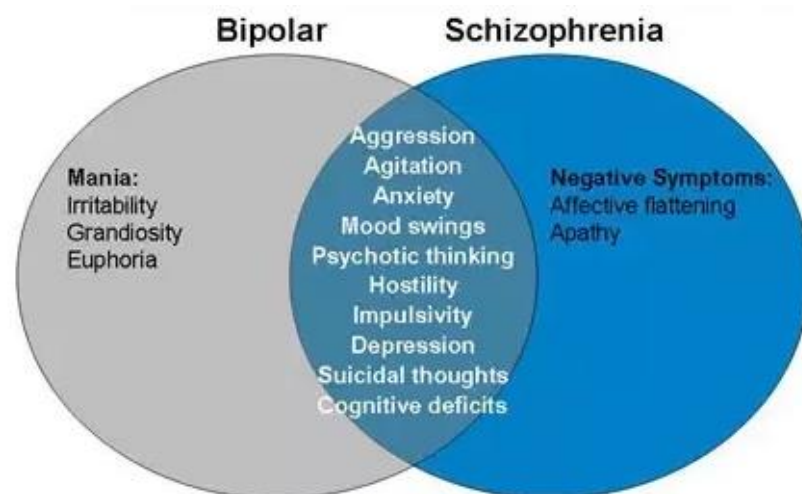 Bipolar
Schizophrenia
Mania:
Irritability
Grandiosity
Euphoria
Aggression
Agitation
Anxiety
Mood swings
Psychotic thinking
Hostility
Impulsivity
Depression
Suicidal thoughts
Cognitive deficits
Negative Symptoms:
Affective flattening
Apathy